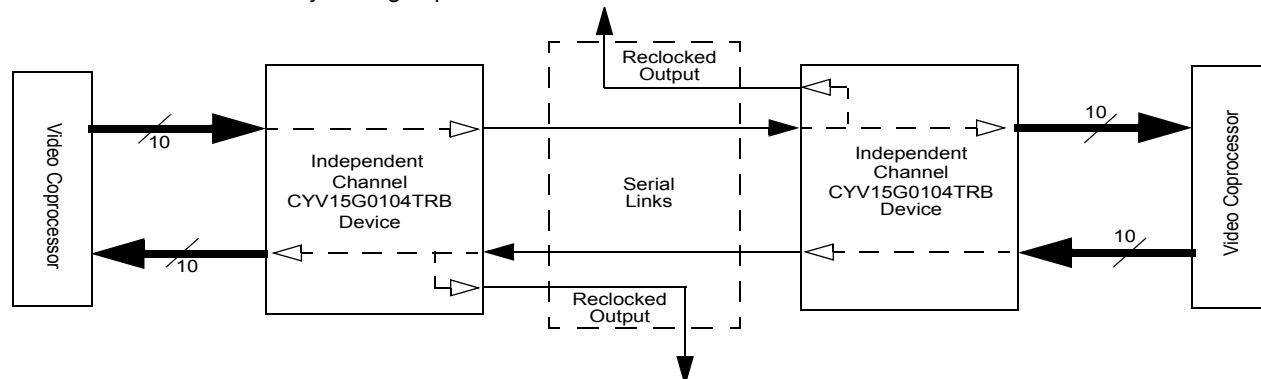 Reclocked
Output
Video Coprocessor
10
Independent
Channel
CYV15G0104TRB
Device
10
Serial
Links
Reclocked
Output
Independent
Channel
CYV15G0104TRB
Device
10
10
Video Coprocessor